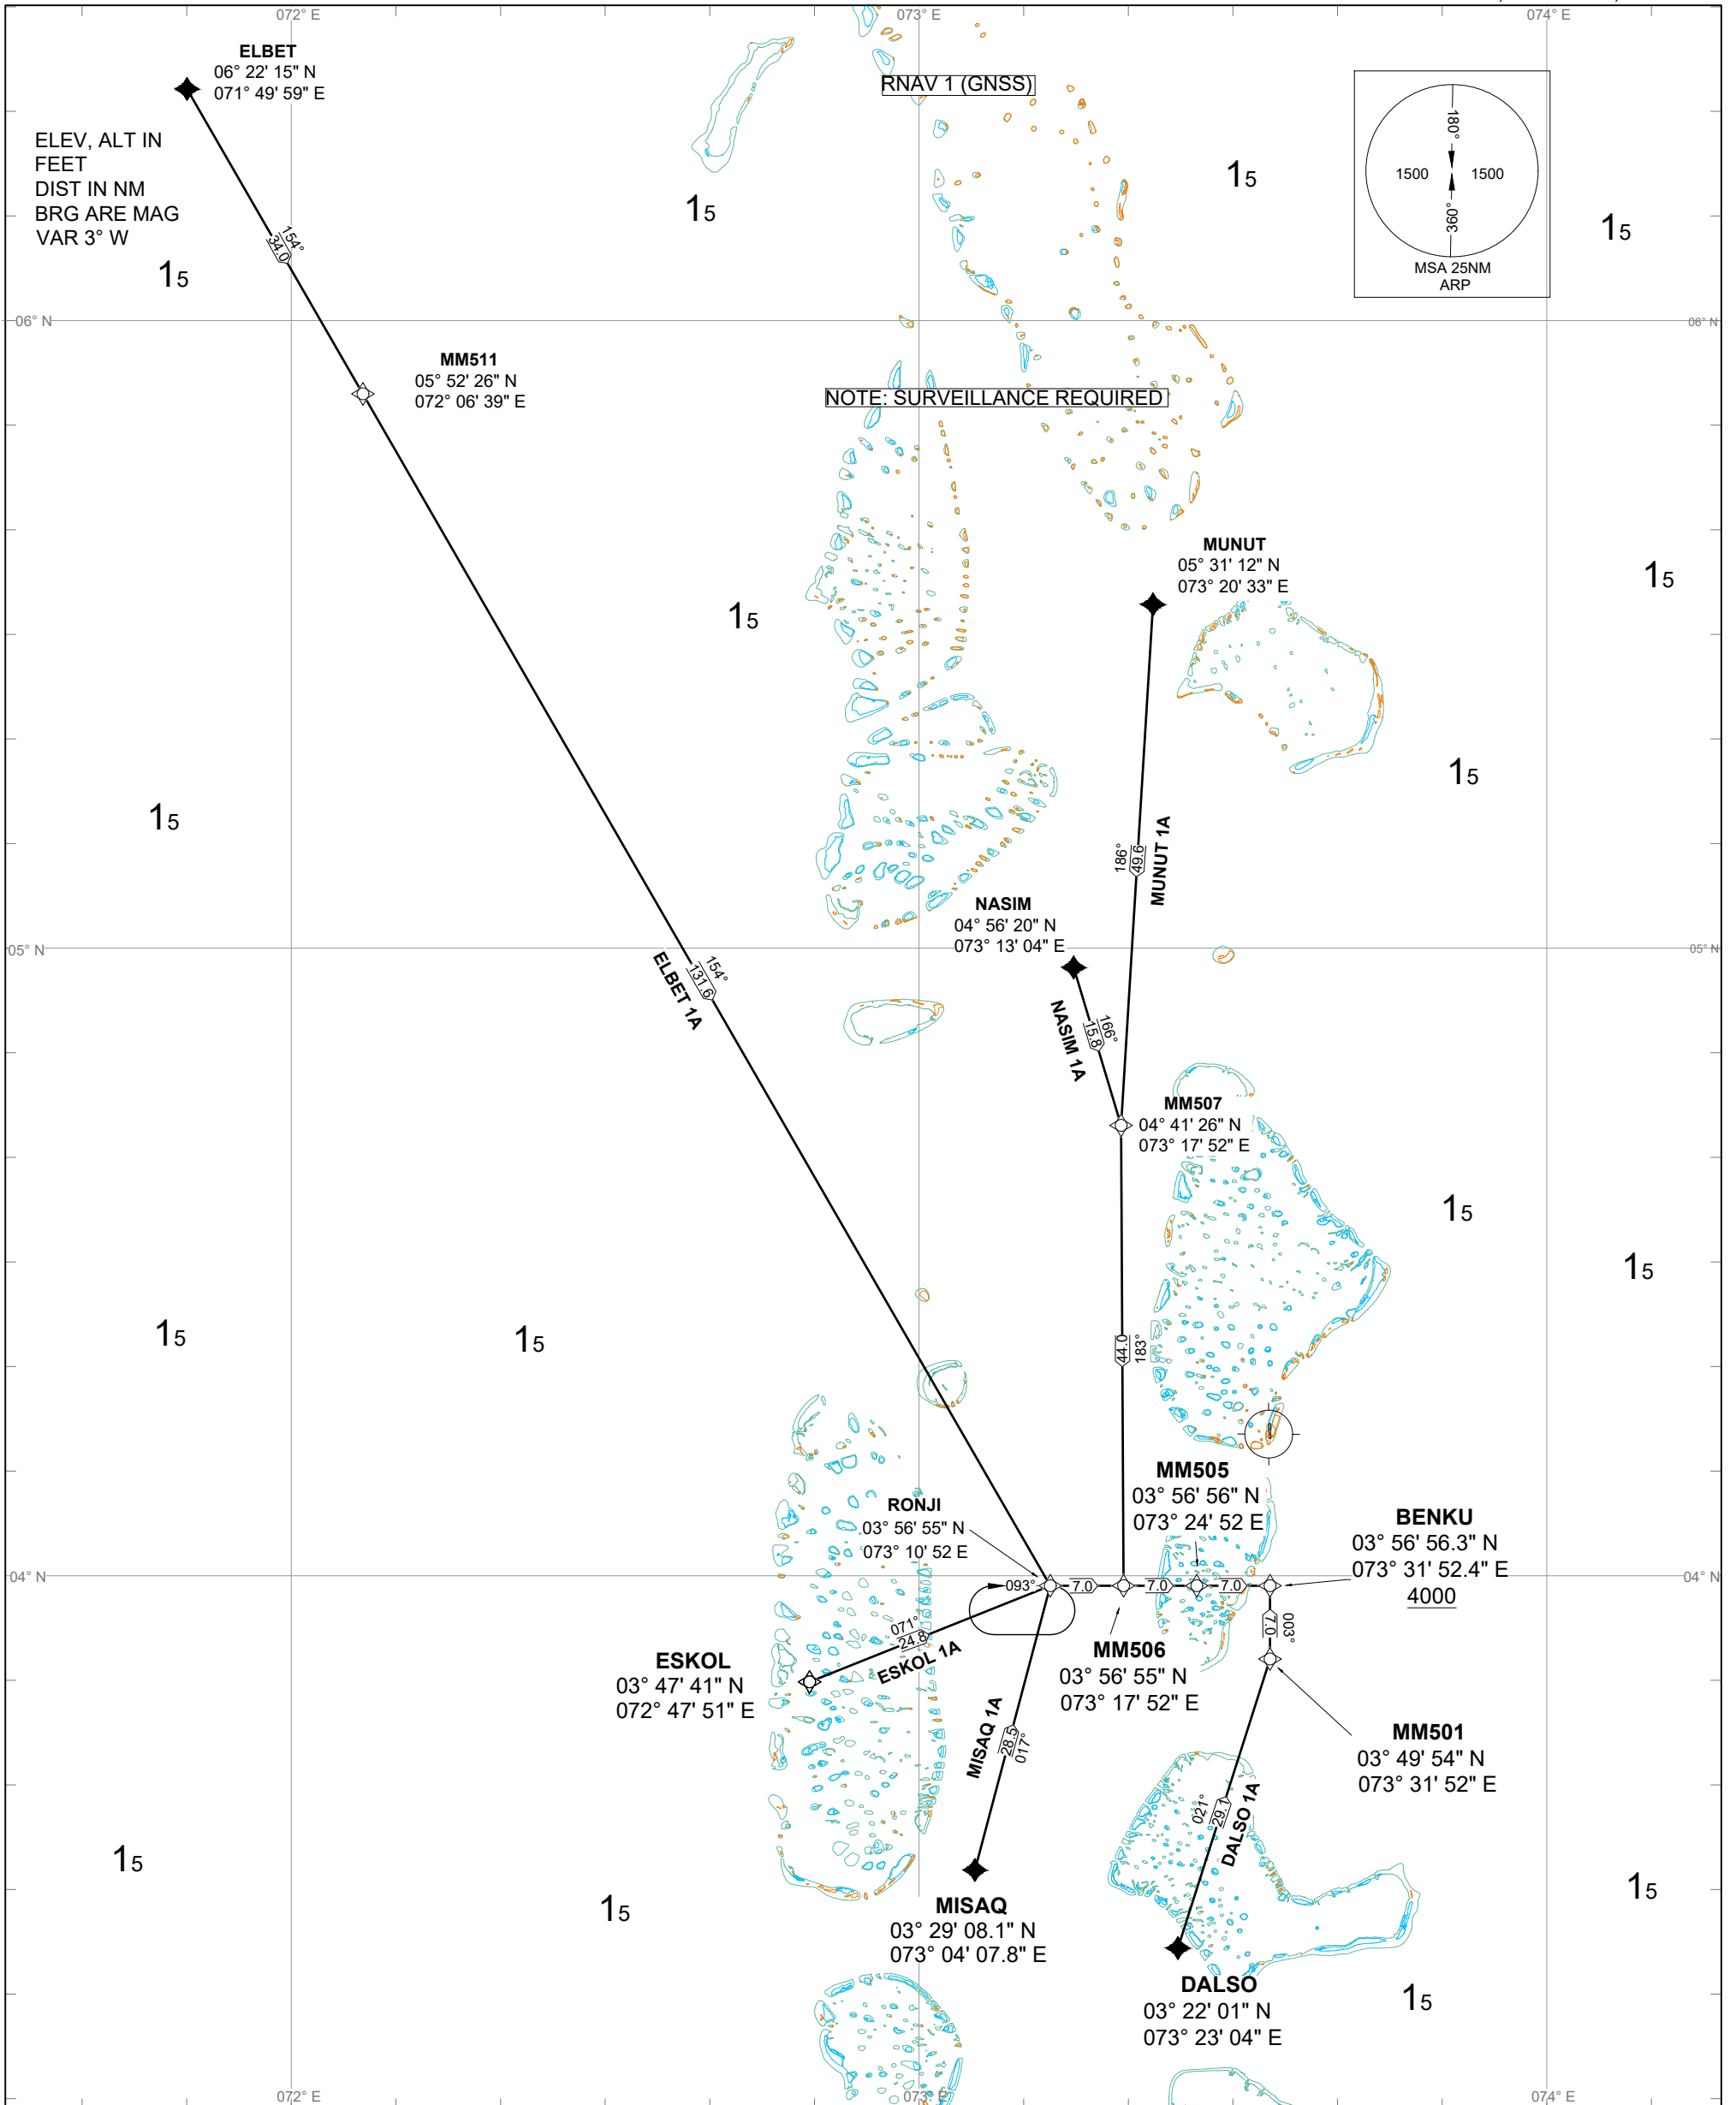 072° E
073° E
074° E
ELBET
06° 22' 15" N
071° 49' 59" E
RNAV 1 (GNSS)
180°
1500 1500
360°
MSA 25NM
ARP
ELEV, ALT IN
FEET
DIST IN NM
BRG ARE MAG
VAR 3° W
15
15
15
15
154°
34.0
06° N
06° N
MM511
05° 52' 26" N
072° 06' 39" E
NOTE: SURVEILLANCE REQUIRED
MUNUT
05° 31' 12" N
073° 20' 33" E
15
15
15
15
186°
49.6
MUNUT 1A
NASIM
04° 56' 20" N
073° 13' 04" E
05° N
05° N
154°
131.6
ELBET 1A
166°
15.8
NASIM 1A
MM507
04° 41' 26" N
073° 17' 52" E
15
15
15
15
44.0
183°
MM505
03° 56' 56" N
073° 24' 52 E
RONJI
03° 56' 55" N
073° 10' 52 E
BENKU
03° 56' 56.3" N
073° 31' 52.4" E
4000
04° N
04° N
093°
7.0
7.0
7.0
7.0
003°
071°
24.8
ESKOL 1A
ESKOL
03° 47' 41" N
072° 47' 51" E
MM506
03° 56' 55" N
073° 17' 52" E
MISAQ 1A
28.5
017°
MM501
03° 49' 54" N
073° 31' 52" E
021°
29.1
DALSO 1A
15
15
15
MISAQ
03° 29' 08.1" N
073° 04' 07.8" E
DALSO
03° 22' 01" N
073° 23' 04" E
15
072° E
073° E
074° E